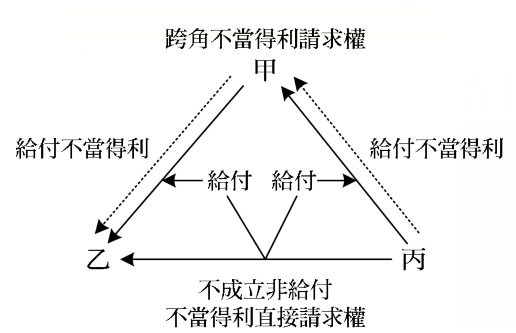 跨角不當得利請求權
甲
給付不當得利
給付不當得利
給付
給付
乙
丙
不成立非給付
不當得利直接請求權